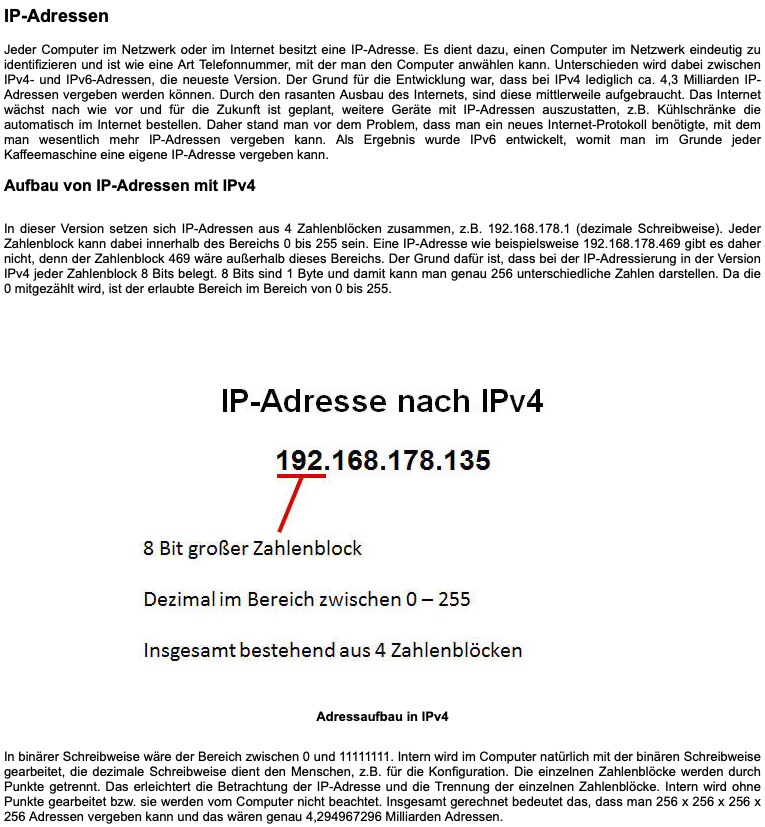 IP-Adressen
Jeder Computer im Netzwerk oder im Internet besitzt eine IP-Adresse. Es dient dazu, einen Computer im Netzwerk eindeutig zu
identifizieren und ist wie eine Art Telefonnummer, mit der man den Computer anwählen kann. Unterschieden wird dabei zwischen
IPv4- und IPv6-Adressen, die neueste Version. Der Grund für die Entwicklung war, dass bei IPv4 lediglich ca. 4,3 Milliarden IP-
Adressen vergeben werden können. Durch den rasanten Ausbau des Internets, sind diese mittlerweile aufgebraucht. Das Internet
wächst nach wie vor und für die Zukunft ist geplant, weitere Geräte mit IP-Adressen auszustatten, z.B. Kühlschränke die
automatisch im Internet bestellen. Daher stand man vor dem Problem, dass man ein neues Internet-Protokoll benötigte, mit dem
man wesentlich mehr IP-Adressen vergeben kann. Als Ergebnis wurde IPv6 entwickelt, womit man im Grunde jeder
Kaffeemaschine eine eigene IP-Adresse vergeben kann.
Aufbau von IP-Adressen mit IPv4
In dieser Version setzen sich IP-Adressen aus 4 Zahlenblöcken zusammen, z.B. 192.168.178.1 (dezimale Schreibweise). Jeder
Zahlenblock kann dabei innerhalb des Bereichs 0 bis 255 sein. Eine IP-Adresse wie beispielsweise 192.168.178.469 gibt es daher
nicht, denn der Zahlenblock 469 wäre außerhalb dieses Bereichs. Der Grund dafür ist, dass bei der IP-Adressierung in der Version
IPv4 jeder Zahlenblock 8 Bits belegt. 8 Bits sind 1 Byte und damit kann man genau 256 unterschiedliche Zahlen darstellen. Da die
0 mitgezählt wird, ist der erlaubte Bereich im Bereich von 0 bis 255.
IP-Adresse nach IPv4
192.168.178.135
8 Bit großer Zahlenblock
Dezimal im Bereich zwischen 0 – 255
Insgesamt bestehend aus 4 Zahlenblöcken
Adressaufbau in IPv4
In binärer Schreibweise wäre der Bereich zwischen 0 und 11111111. Intern wird im Computer natürlich mit der binären Schreibweise
gearbeitet, die dezimale Schreibweise dient den Menschen, z.B. für die Konfiguration. Die einzelnen Zahlenblöcke werden durch
Punkte getrennt. Das erleichtert die Betrachtung der IP-Adresse und die Trennung der einzelnen Zahlenblöcke. Intern wird ohne
Punkte gearbeitet bzw. sie werden vom Computer nicht beachtet. Insgesamt gerechnet bedeutet das, dass man 256 x 256 x 256 x
256 Adressen vergeben kann und das wären genau 4,294967296 Milliarden Adressen.